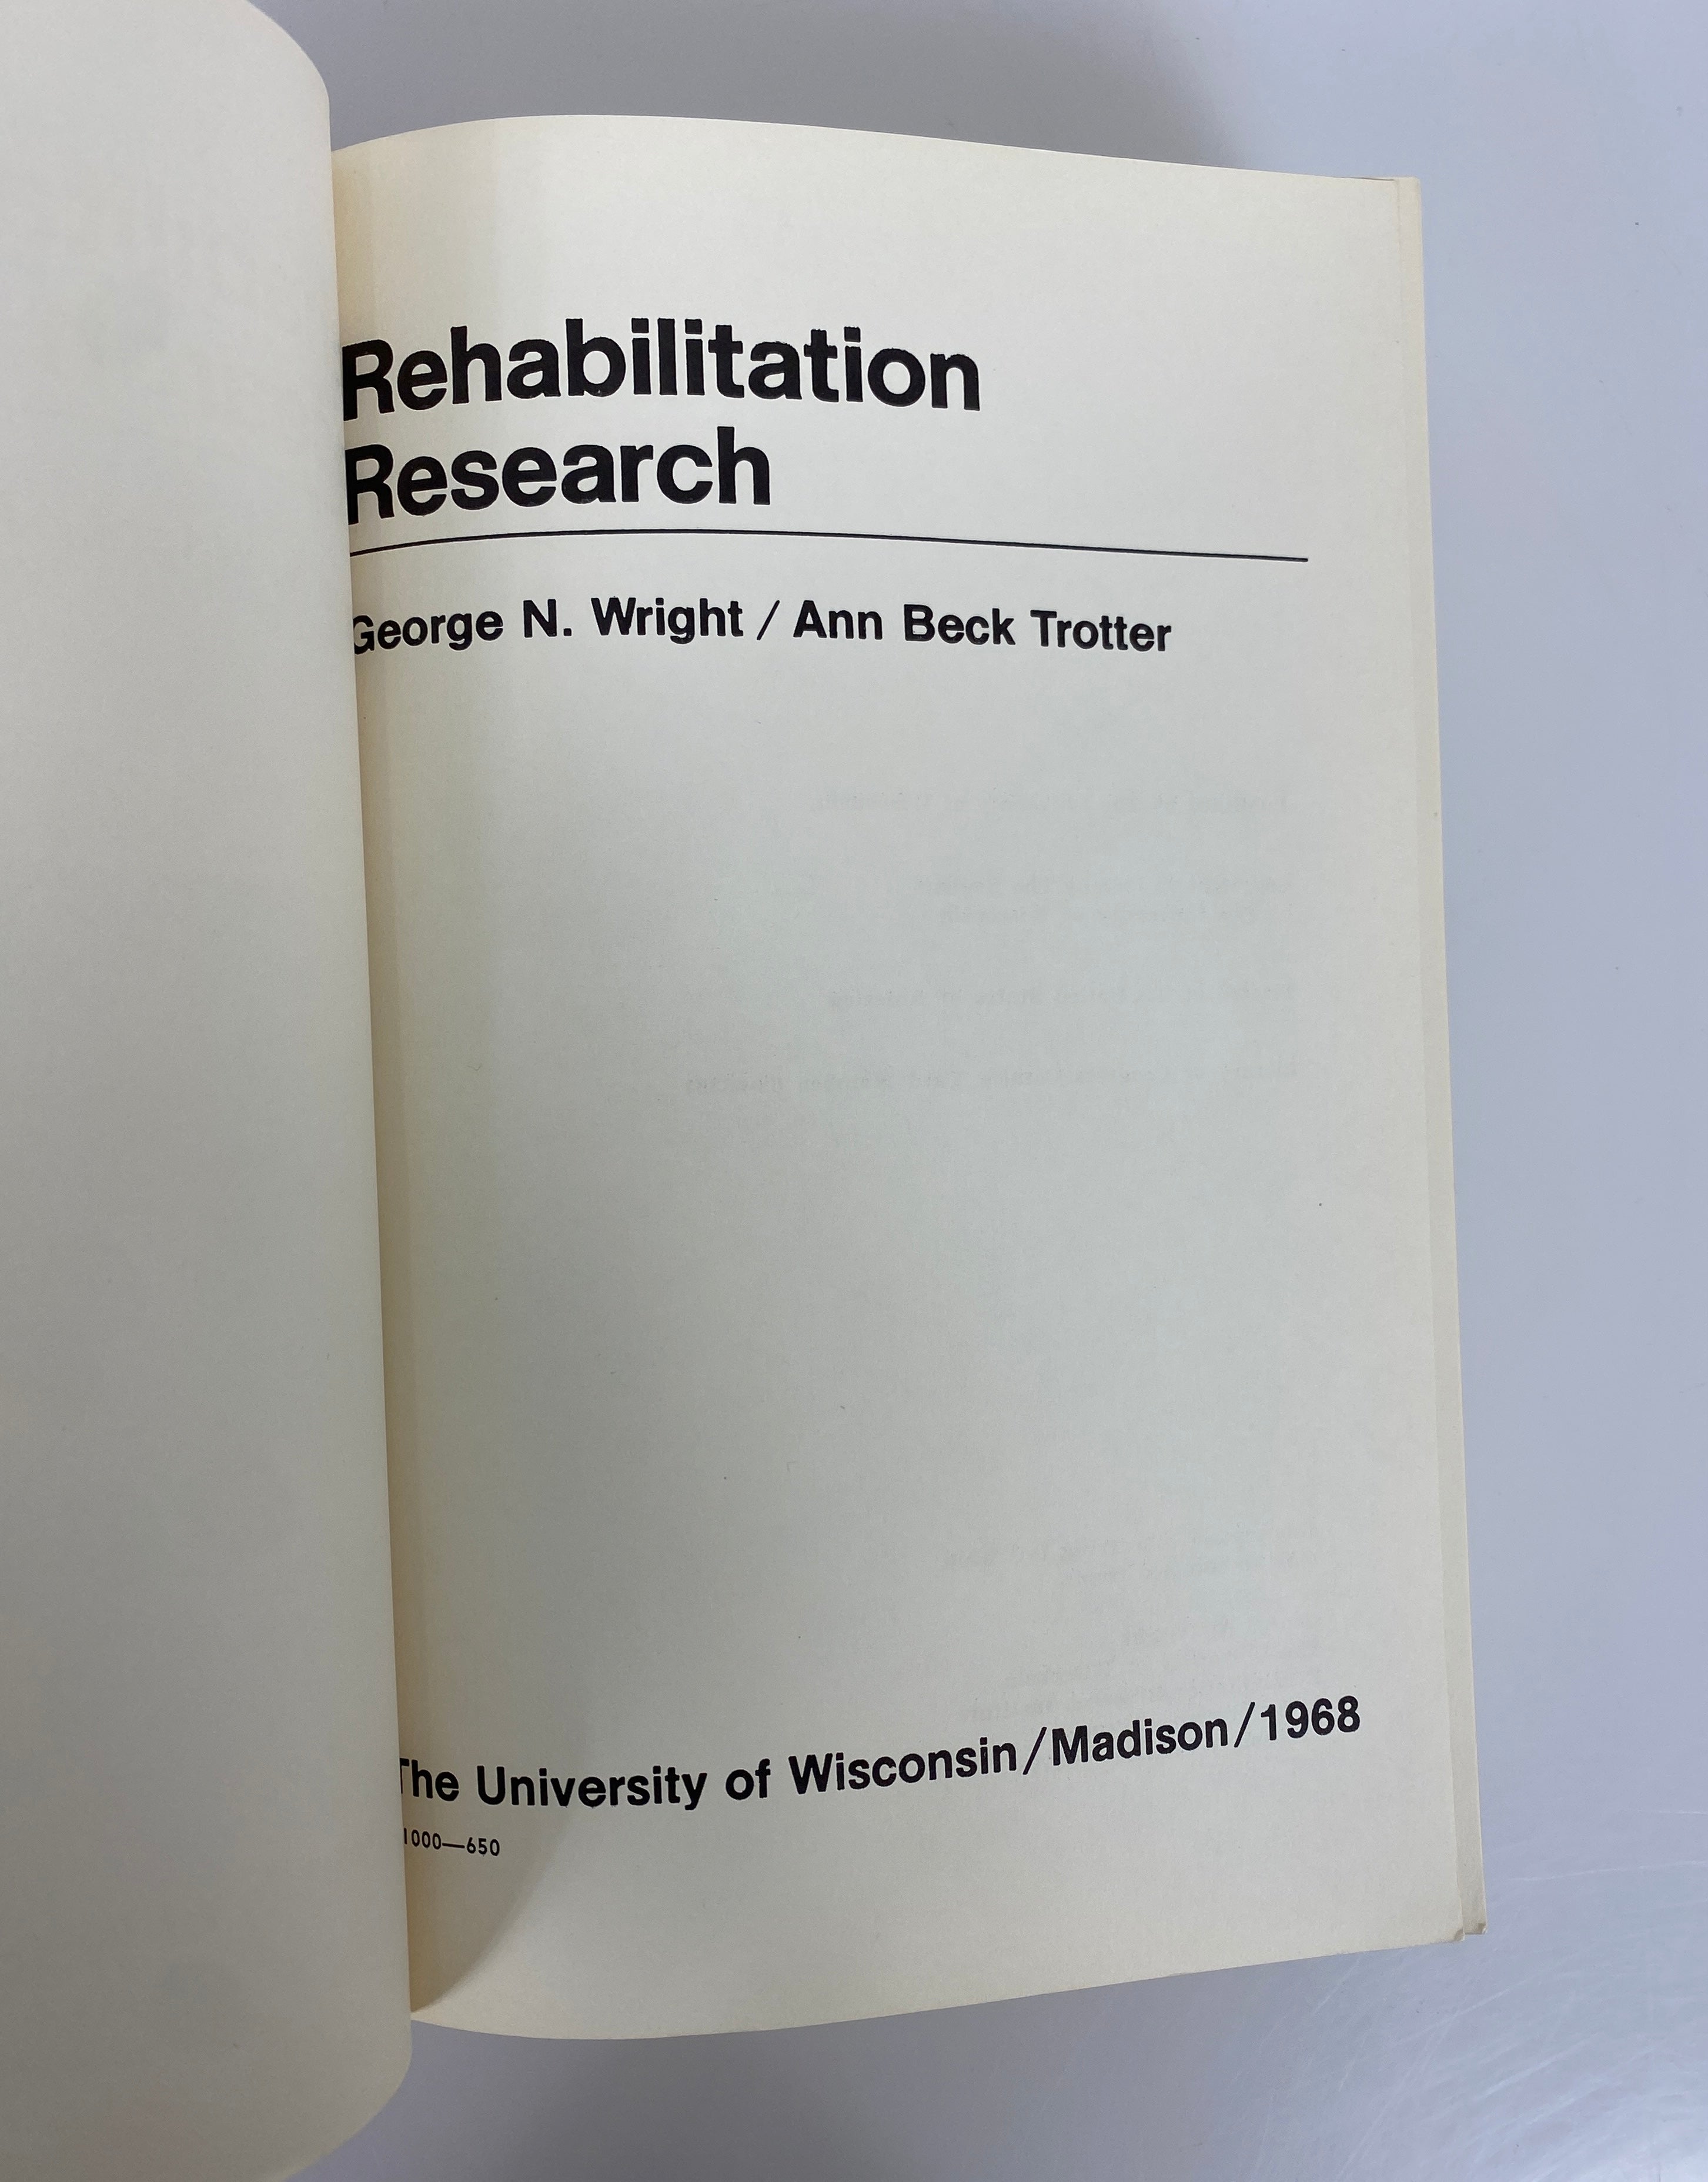 Rehabilitation
Research
George N. Wright / Ann Beck Trotter
The University of Wisconsin/Madison/1968
1000—650